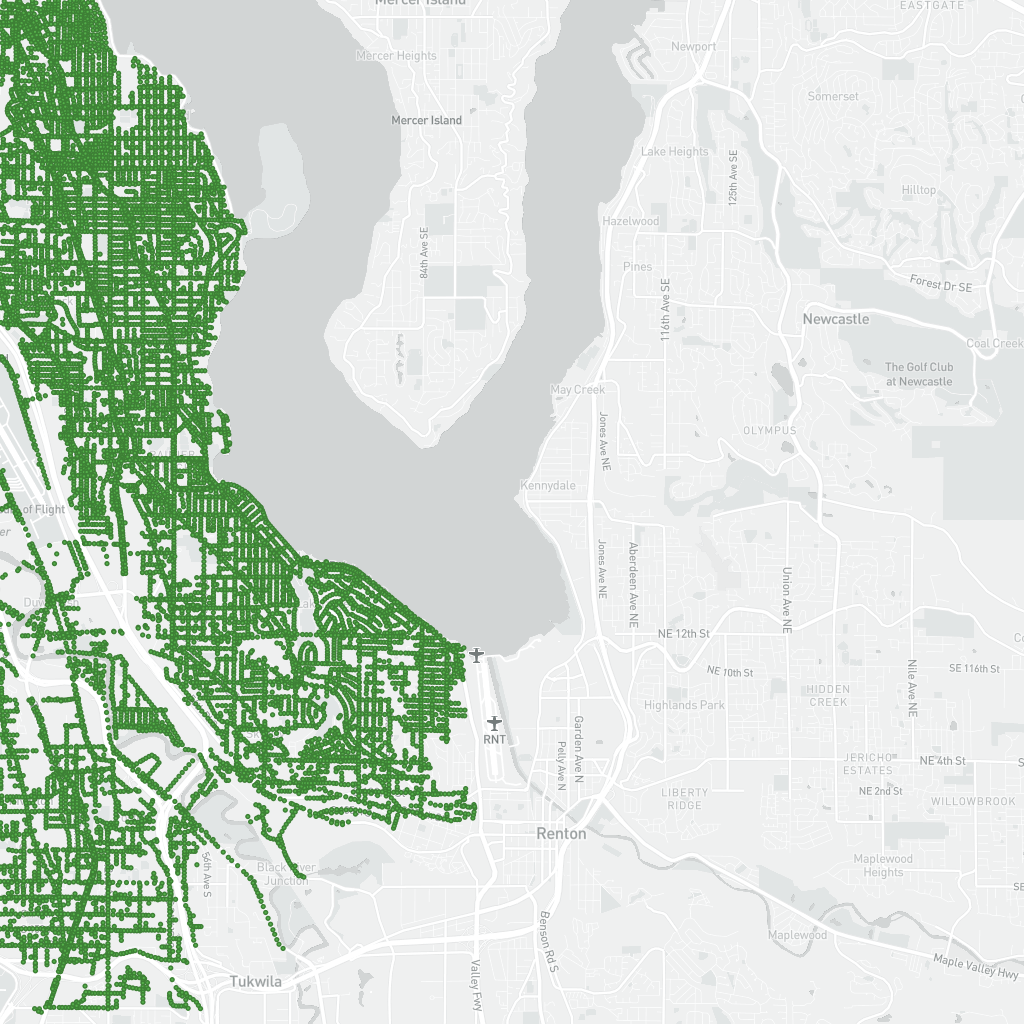 Mercer Island
EASTGATE
Newport
Mercer Heights
Somerset
Mercer Island
Lake Heights
125th Ave SE
Hilltop
Hazelwood
84th Ave SE
Pines
Forest Dr SE
116th Ave SE
Newcastle
Coal Creek
The Golf Club
at Newcastle
May Creek
Jones Ave NE
OLYMPUS
RAINIER
Kennydale
of Flight
Jones Ave NE
Aberdeen Ave NE
Union Ave NE
NE 12th St
SE 116th St
NE 10th St
Nile Ave NE
HIDDEN
CREEK
Highlands Park
RNT
Garden Ave N
Pelly Ave N
JERICHO
ESTATES
NE 4th St
LIBERTY
RIDGE
NE 2nd St
WILLOWBROOK
Renton
56th Ave S
Black River
Junction
Maplewood
Heights
SE
Benson Rd S
Maplewood
Maple Valley Hwy
Valley Fwy
Tukwila